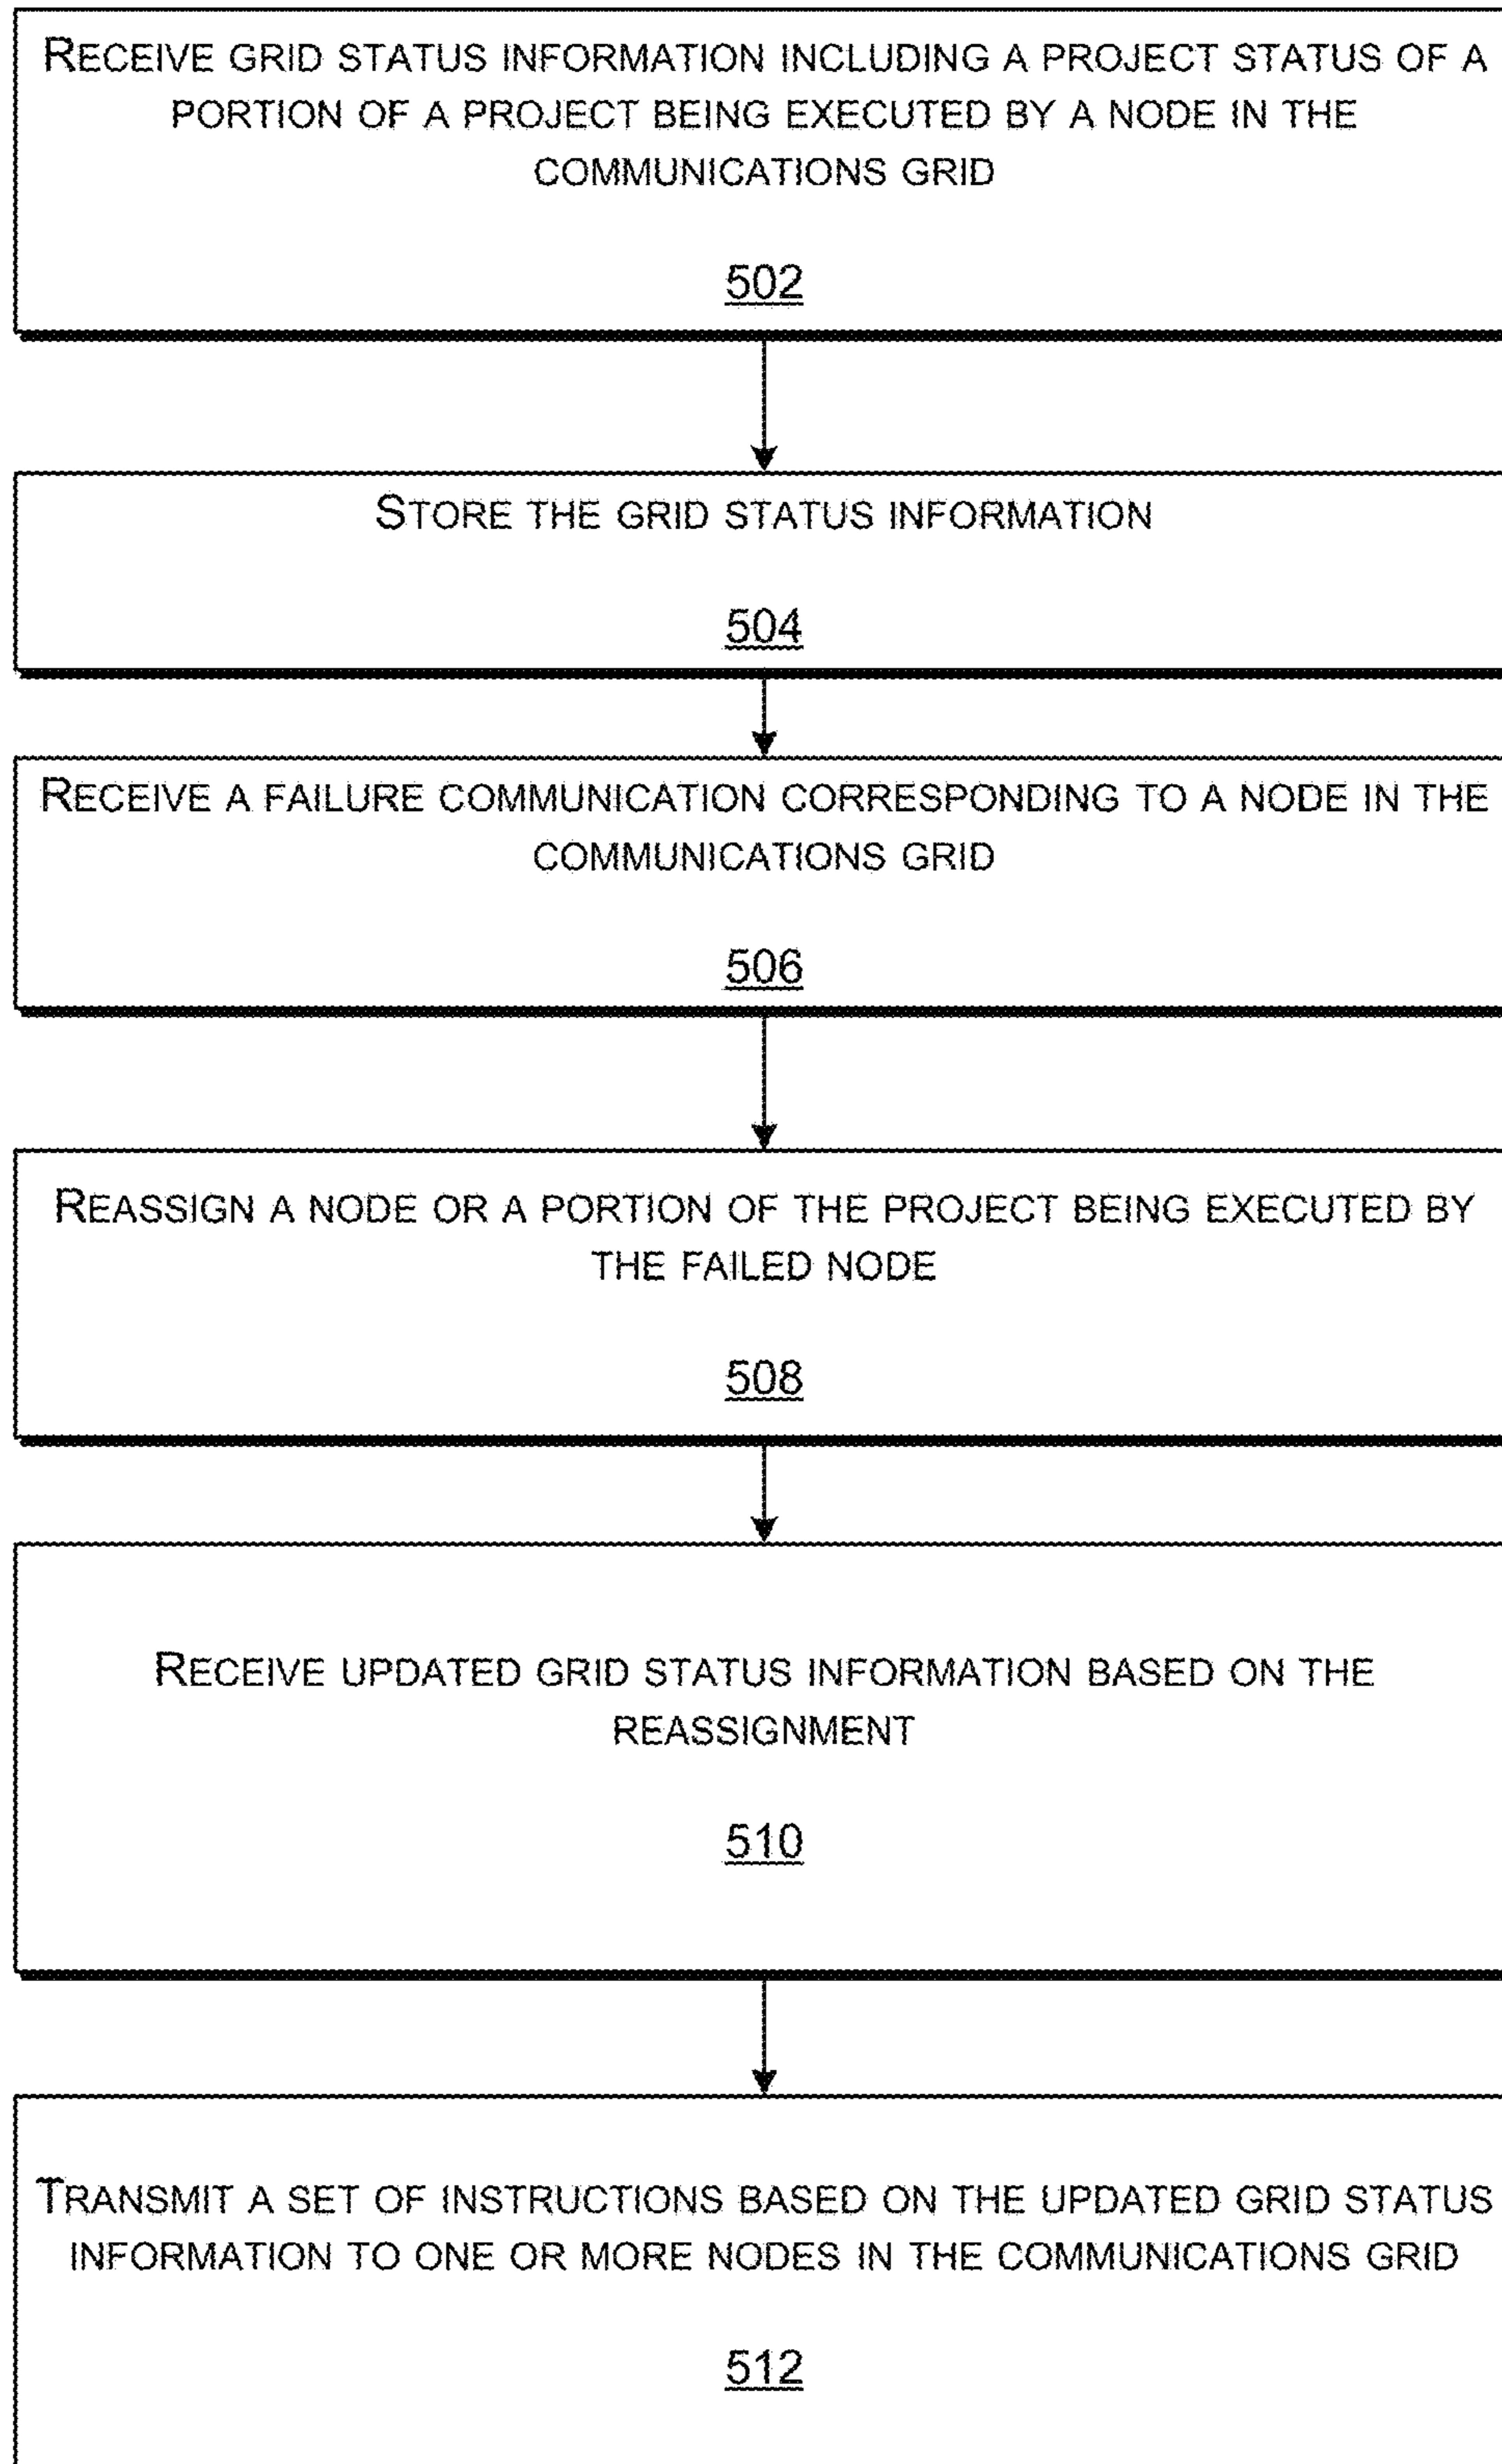 RECEIVE GRID STATUS INFORMATION INCLUDING A PROJECT STATUS OF A
PORTION OF A PROJECT BEING EXECUTED BY A NODE IN THE
COMMUNICATIONS GRID
502
STORE THE GRID STATUS INFORMATION
504
RECEIVE A FAILURE COMMUNICATION CORRESPONDING TO A NODE IN THE
COMMUNICATIONS GRID
506
REASSIGN A NODE OR A PORTION OF THE PROJECT BEING EXECUTED BY
THE FAILED NODE
508
RECEIVE UPDATED GRID STATUS INFORMATION BASED ON THE
REASSIGNMENT
510
TRANSMIT A SET OF INSTRUCTIONS BASED ON THE UPDATED GRID STATUS
INFORMATION TO ONE OR MORE NODES IN THE COMMUNICATIONS GRID
512